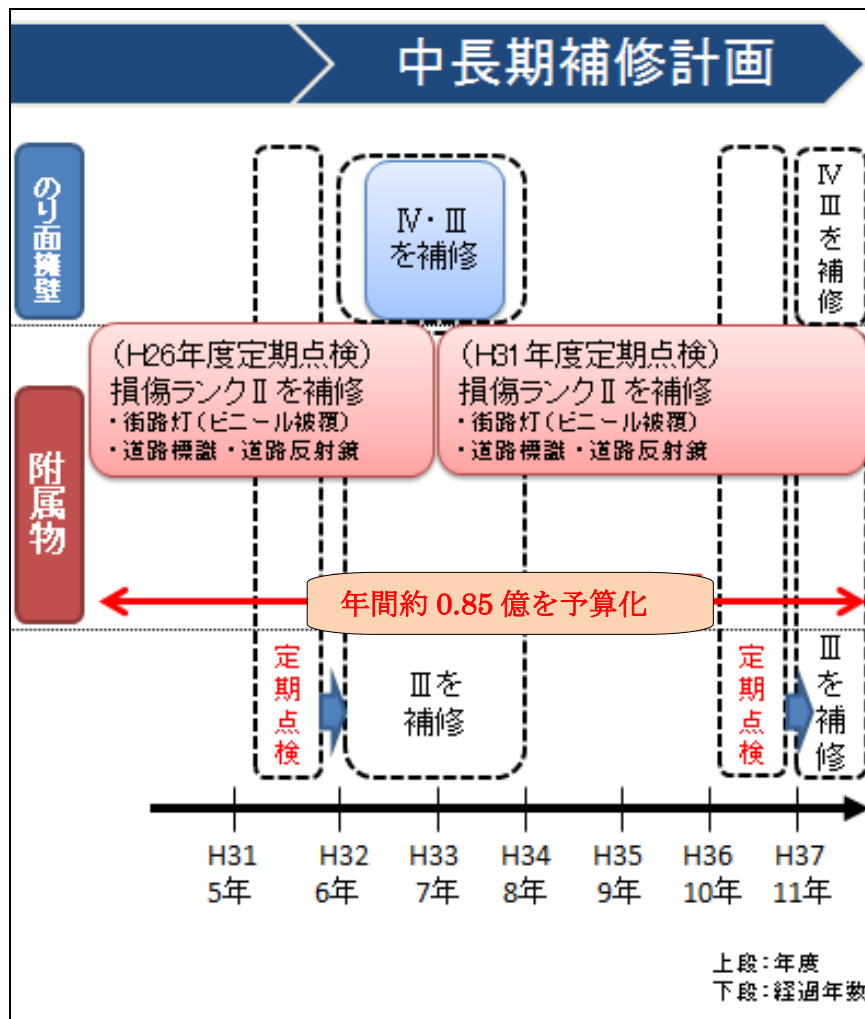 中長期補修計画
のり面擁壁
Ⅳ・Ⅲ
を補修
Ⅳ
Ⅲを補修
(H26年度定期点検)
損傷ランクⅡを補修
・街路灯(ビニール被覆)
・道路標識・道路反射鏡
(H31年度定期点検)
損傷ランクⅡを補修
・街路灯(ビニール被覆)
・道路標識・道路反射鏡
附属物
年間約 0.85 億を予算化
定期点検
Ⅲを
補修
定期点検
Ⅲを補修
H31 H32 H33 H34 H35 H36 H37
5年 6年 7年 8年 9年 10年 11年
上段:年度
下段:経過年数